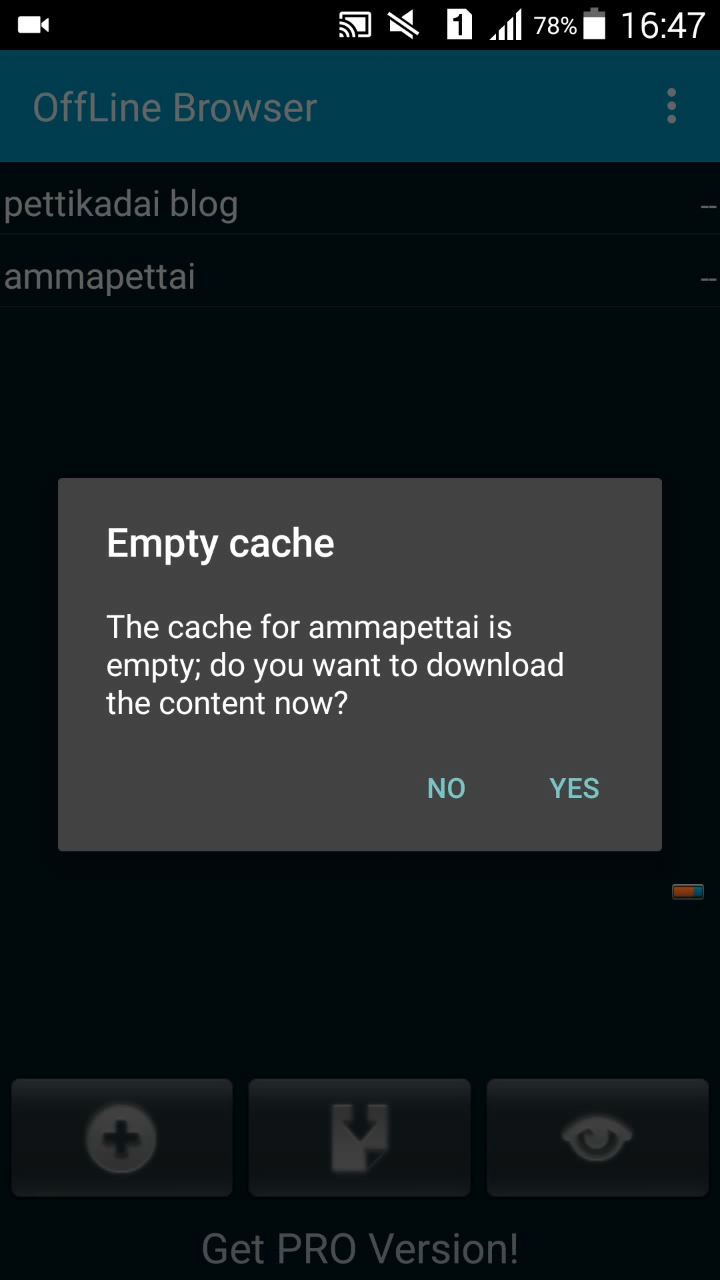 1 78% 16:47
OffLine Browser
pettikadai blog --
ammapettai --
Empty cache
The cache for ammapettai is
empty; do you want to download
the content now?
NO YES
Get PRO Version!